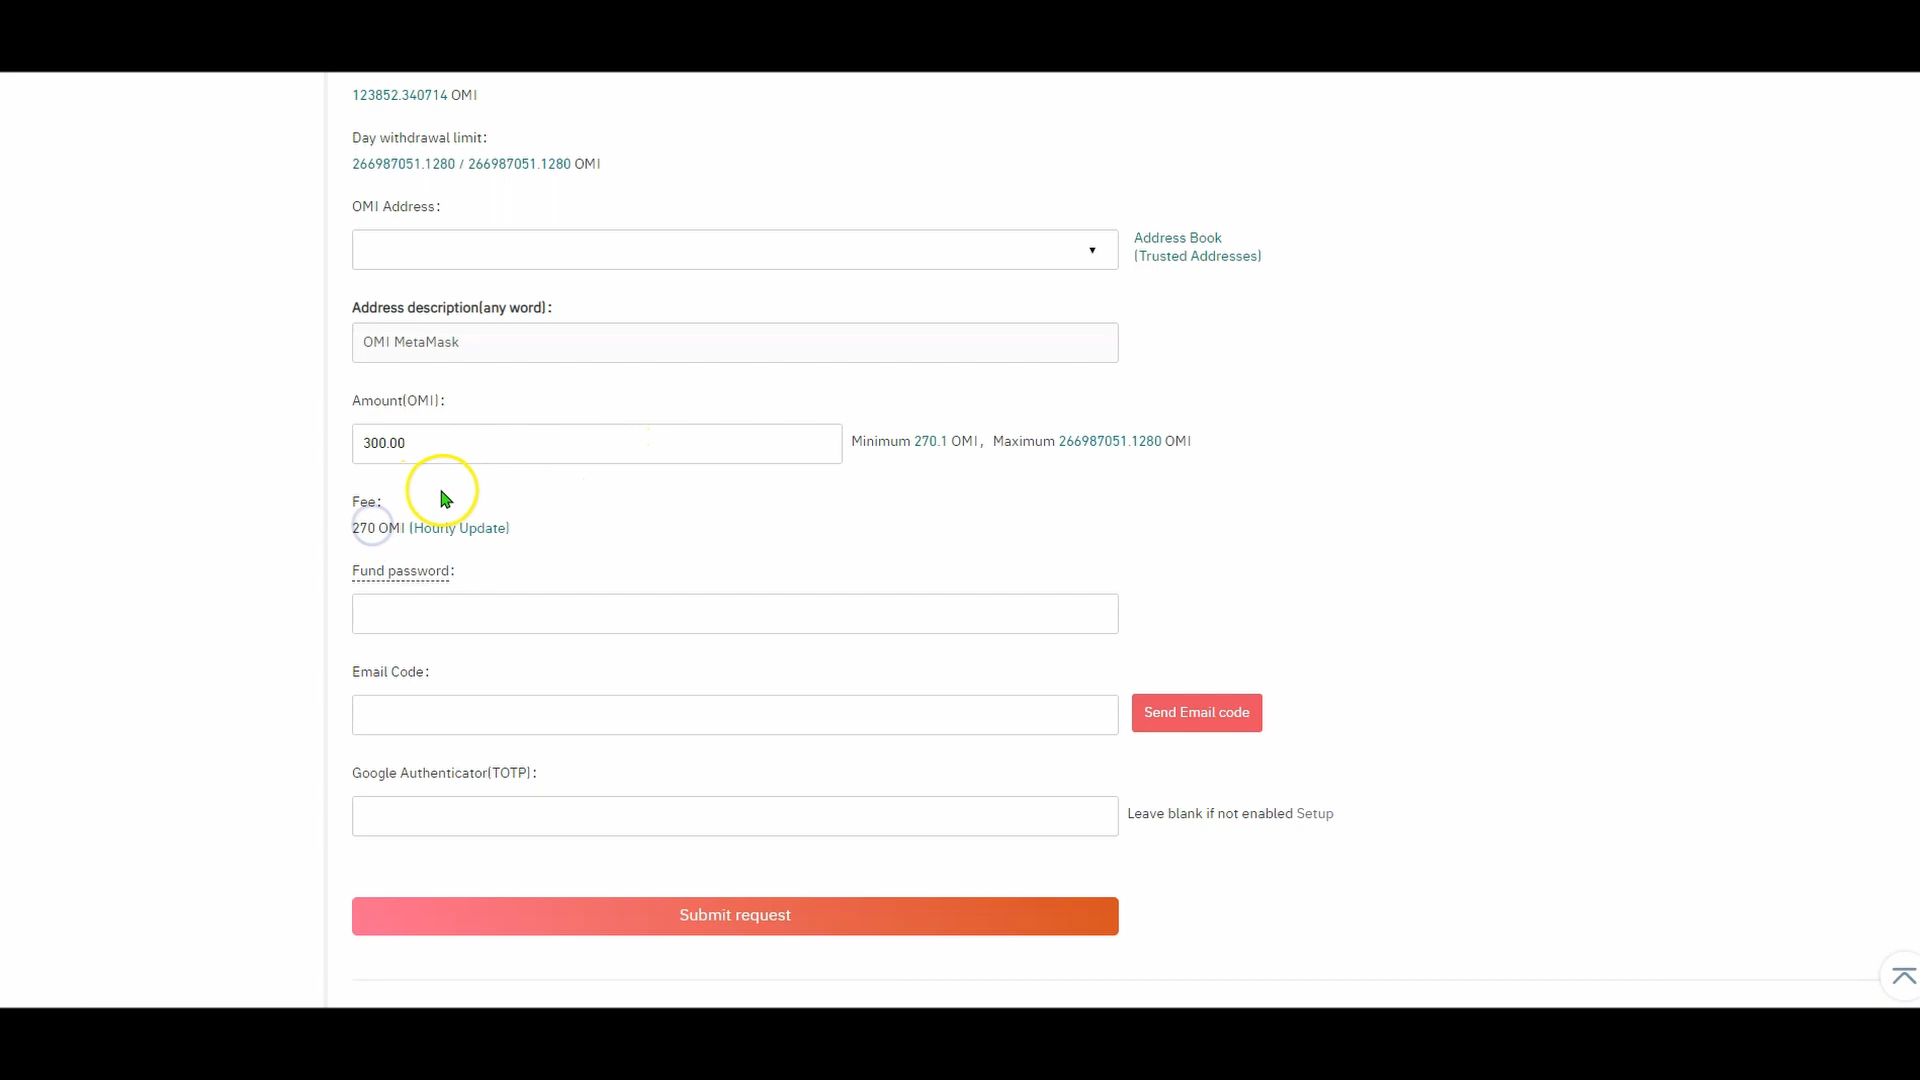 123852.340714 OMI
Day withdrawal limit:
266987051.1280 / 266987051.1280 OMI
OMI Address:
Address Book
(Trusted Addresses)
Address description(any word):
OMI MetaMask
Amount(OMI):
300.00
Minimum 270.1 OMI, Maximum 266987051.1280 OMI
Fee:
270 OMI (Hourly Update)
Fund password:
Email Code:
Send Email code
Google Authenticator(TOTP):
Leave blank if not enabled Setup
Submit request